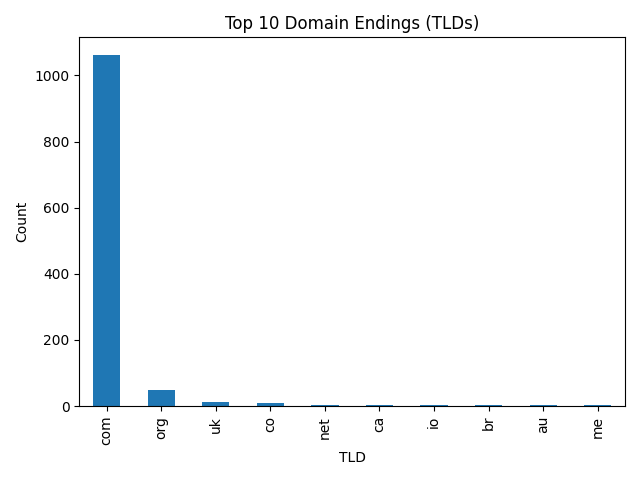 Top 10 Domain Endings (TLDs)
Count
1000
800
600
400
200
0
com
org
uk
co
net
ca
io
br
au
me
TLD